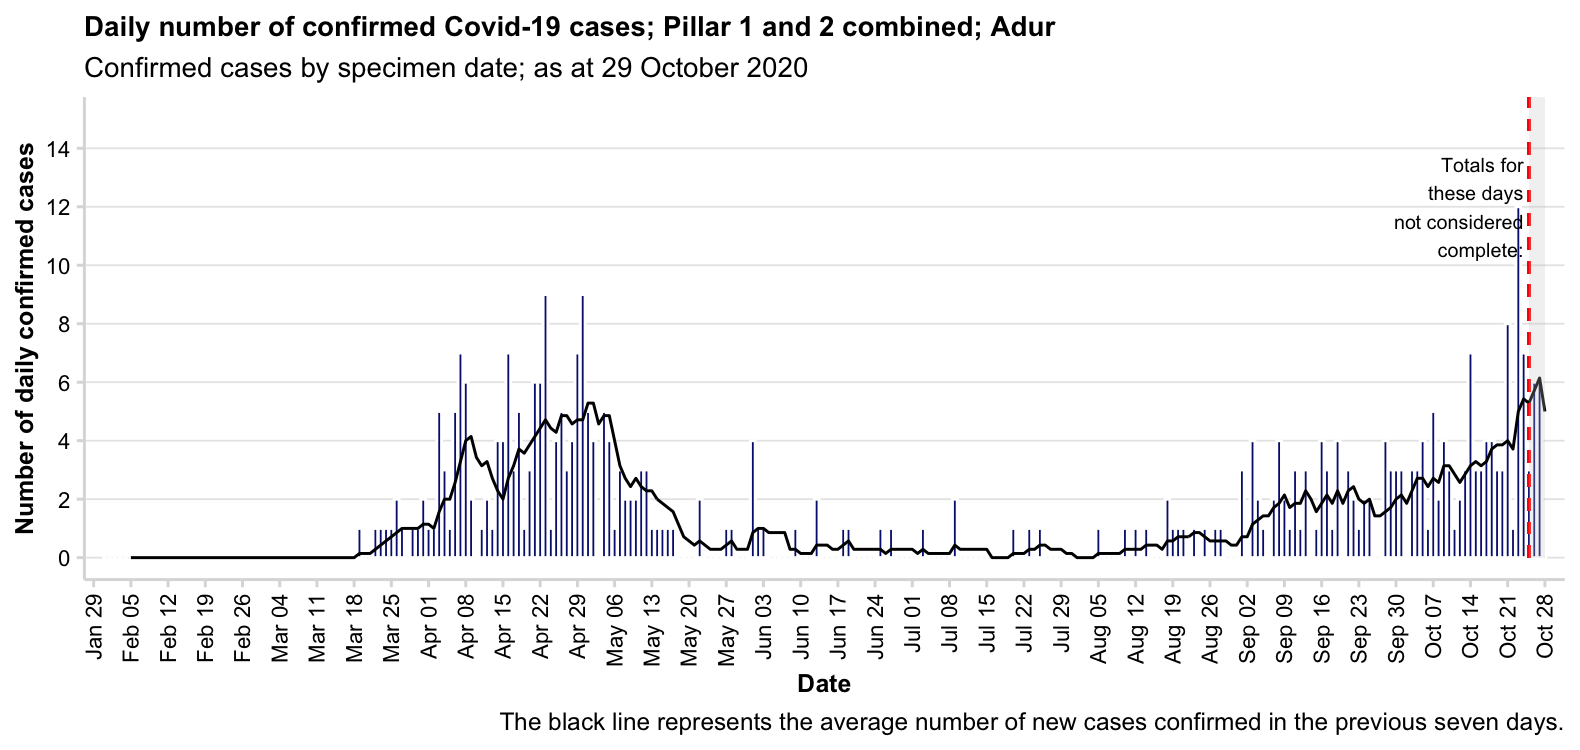 Daily number of confirmed Covid-19 cases; Pillar 1 and 2 combined; Adur
Confirmed cases by specimen date; as at 29 October 2020
Number of daily confirmed cases
14
12
10
8
6
4
2
0
Totals for
these days
not considered
complete:
Jan 29
Feb 05
Feb 12
Feb 19
Feb 26
Mar 04
Mar 11
Mar 18
Mar 25
Apr 01
Apr 08
Apr 15
Apr 22
Apr 29
May 06
May 13
May 20
May 27
Jun 03
Jun 10
Jun 17
Jun 24
Jul 01
Jul 08
Jul 15
Jul 22
Jul 29
Aug 05
Aug 12
Aug 19
Aug 26
Sep 02
Sep 09
Sep 16
Sep 23
Sep 30
Oct 07
Oct 14
Oct 21
Oct 28
Date
The black line represents the average number of new cases confirmed in the previous seven days.